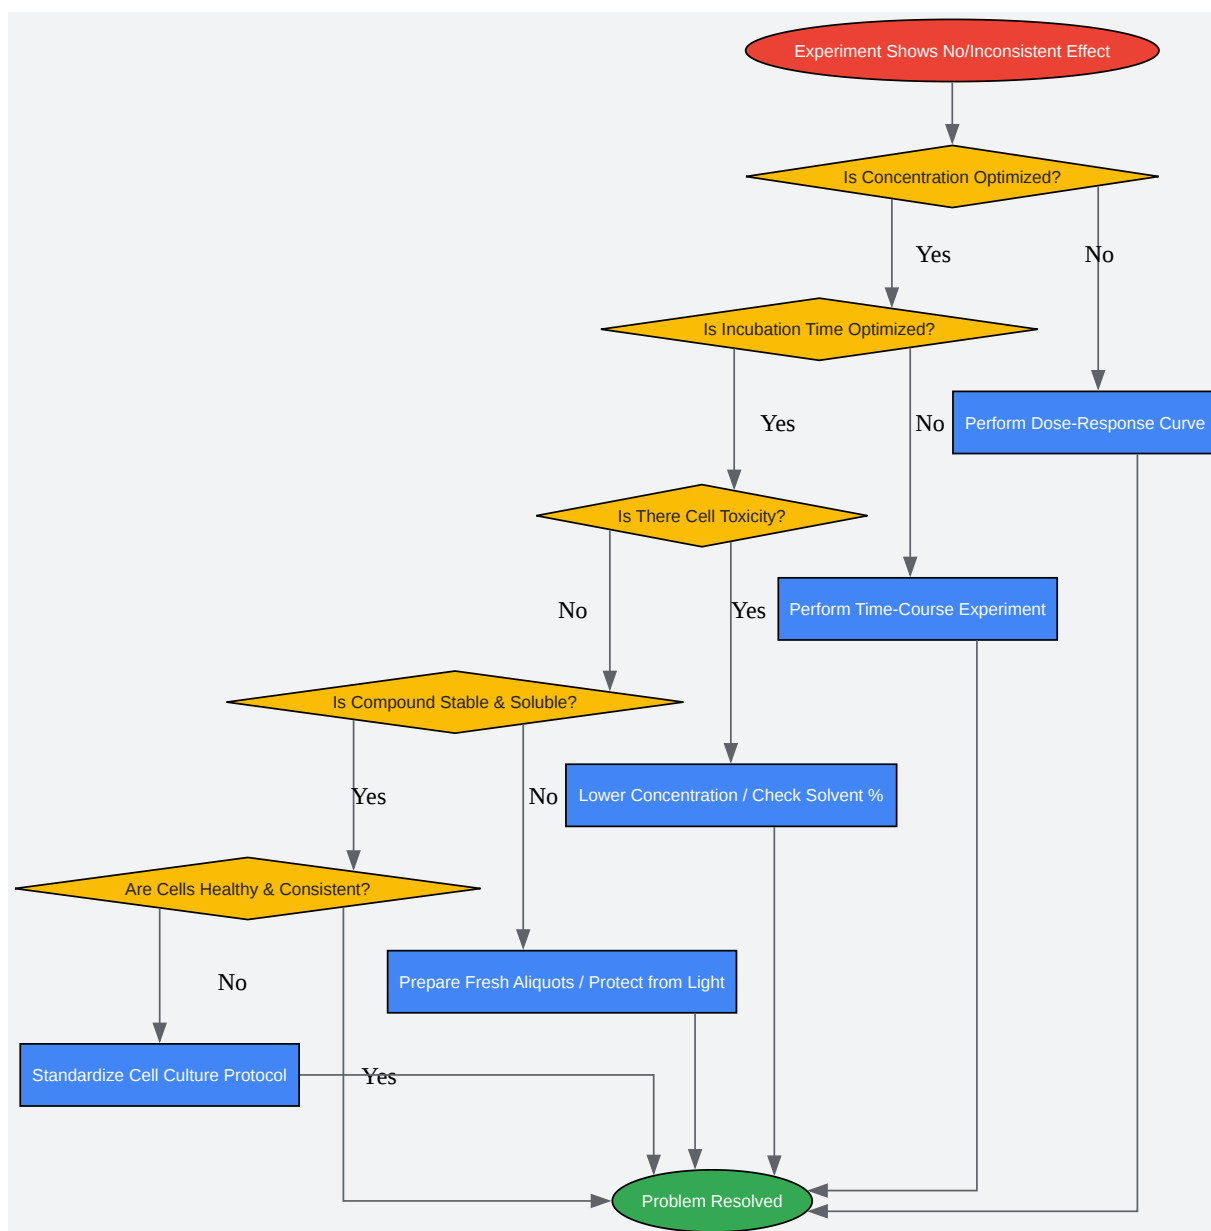 Experiment Shows No/Inconsistent Effect
Is Concentration Optimized?
Yes
No
Is Incubation Time Optimized?
Yes
No
Perform Dose-Response Curve
Is There Cell Toxicity?
No
Yes
Perform Time-Course Experiment
Is Compound Stable & Soluble?
Yes
No
Lower Concentration / Check Solvent %
Are Cells Healthy & Consistent?
No
Prepare Fresh Aliquots / Protect from Light
Standardize Cell Culture Protocol
Yes
Problem Resolved